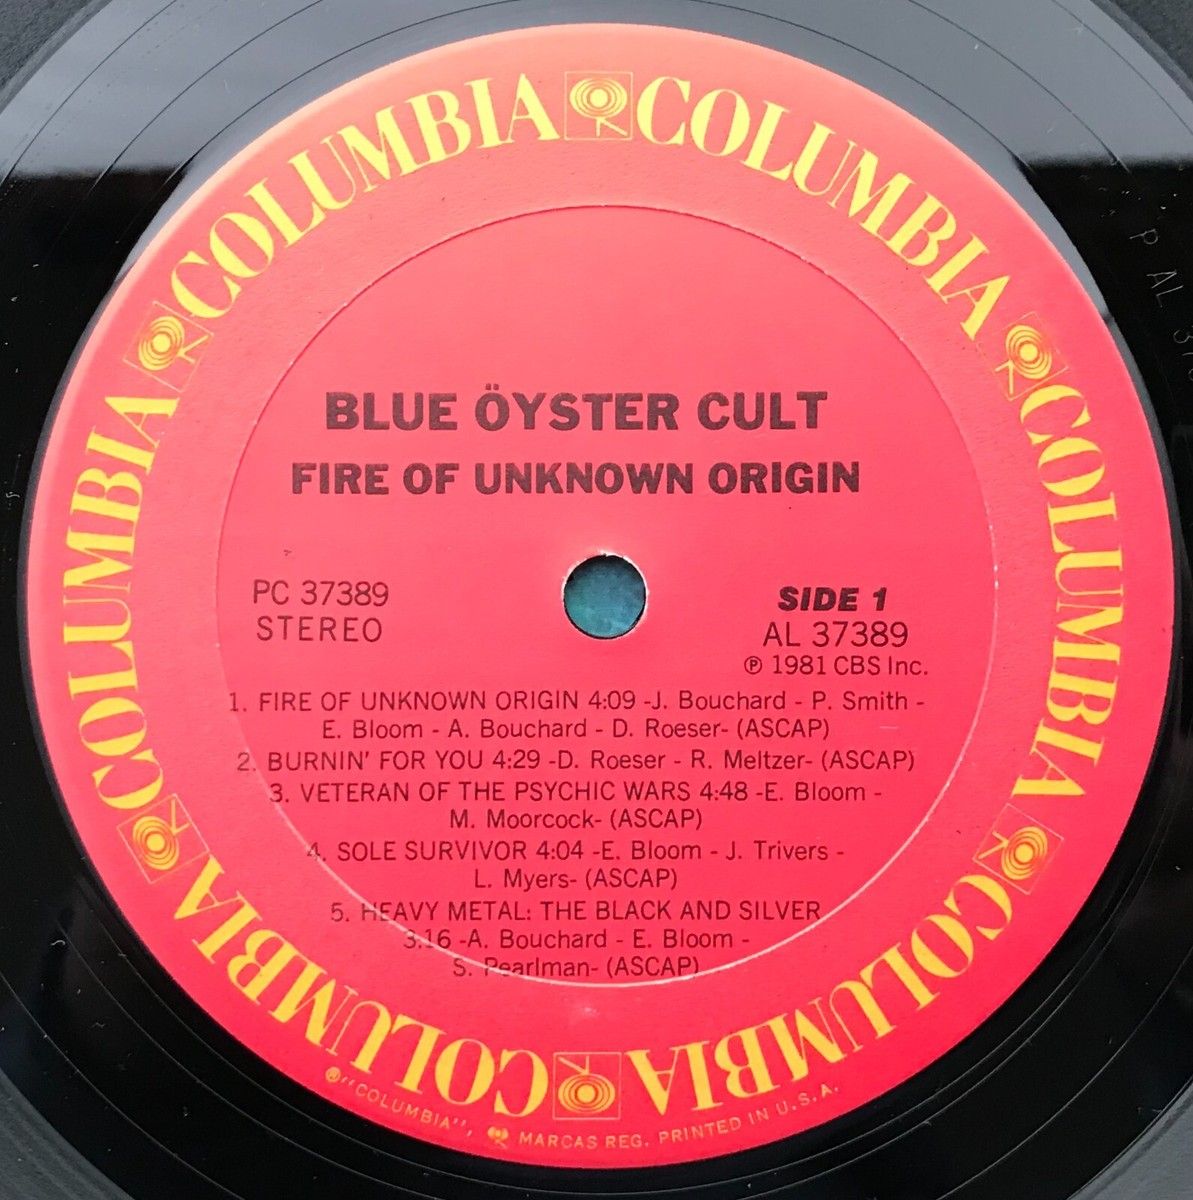 COLUMBIA COLUMBIA COLUMBIA COLUMBIA COLUMBIA COLUMBIA COLUMBIA
BLUE ÖYSTER CULT
FIRE OF UNKNOWN ORIGIN
PC 37389
STEREO
SIDE 1
AL 37389
℗ 1981 CBS Inc.
1. FIRE OF UNKNOWN ORIGIN 4:09 -J. Bouchard - P. Smith -
E. Bloom - A. Bouchard - D. Roeser- (ASCAP)
2. BURNIN' FOR YOU 4:29 -D. Roeser - R. Meltzer- (ASCAP)
3. VETERAN OF THE PSYCHIC WARS 4:48 -E. Bloom -
M. Moorcock- (ASCAP)
4. SOLE SURVIVOR 4:04 -E. Bloom - J. Trivers -
L. Myers- (ASCAP)
5. HEAVY METAL: THE BLACK AND SILVER
3:16 -A. Bouchard - E. Bloom -
S. Pearlman- (ASCAP)
®"COLUMBIA", MARCAS REG. PRINTED IN U.S.A.
P AL